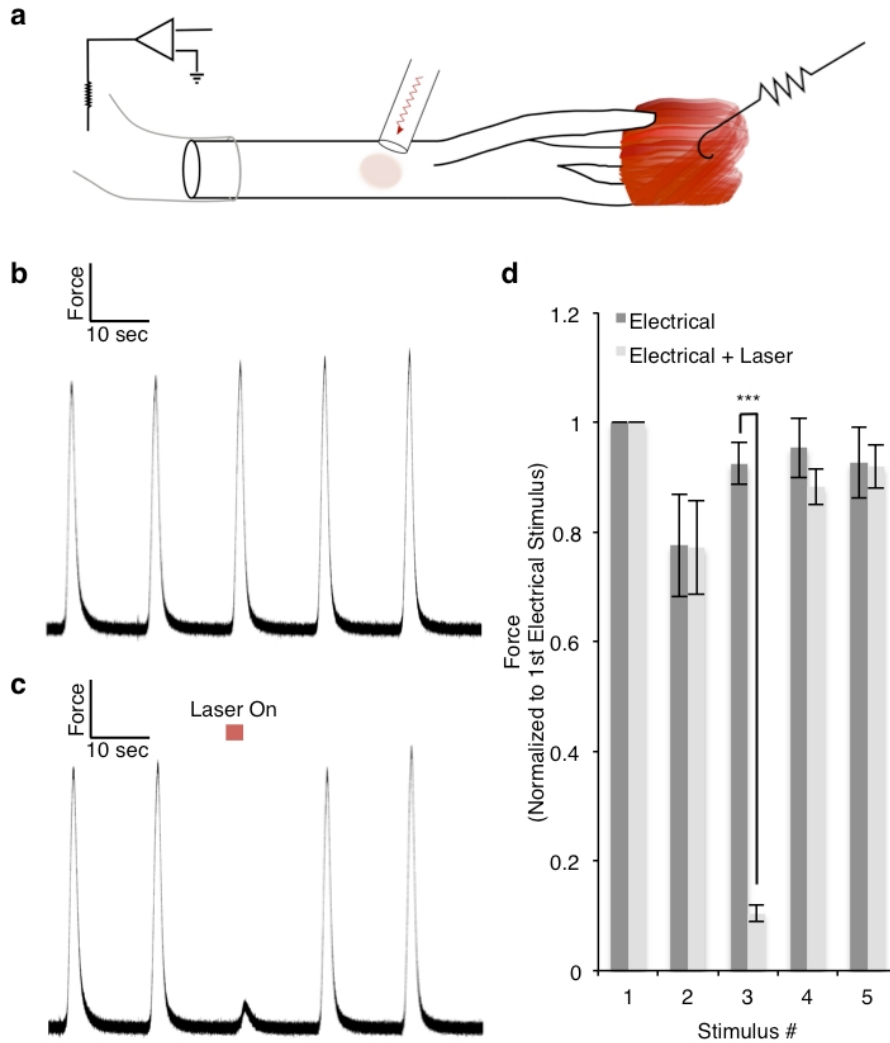 a
b
Force
10 sec
c
Force
10 sec
Laser On
d
Force
(Normalized to 1st Electrical Stimulus)
1.2
1
0.8
0.6
0.4
0.2
0
Electrical
Electrical + Laser
***
1 2 3 4 5
Stimulus #